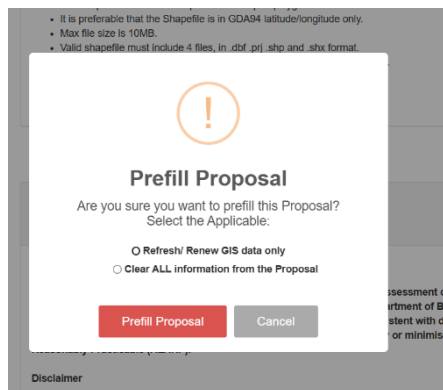 It is preferable that the Shapefile is in GDA94 latitude/longitude only.
Max file size is 10MB.
Valid shapefile must include 4 files, in .dbf .prj .shp and .shx format.
!
Prefill Proposal
Are you sure you want to prefill this Proposal?
Select the Applicable:
Refresh/ Renew GIS data only
Clear ALL information from the Proposal
Prefill Proposal
Cancel
Disclaimer